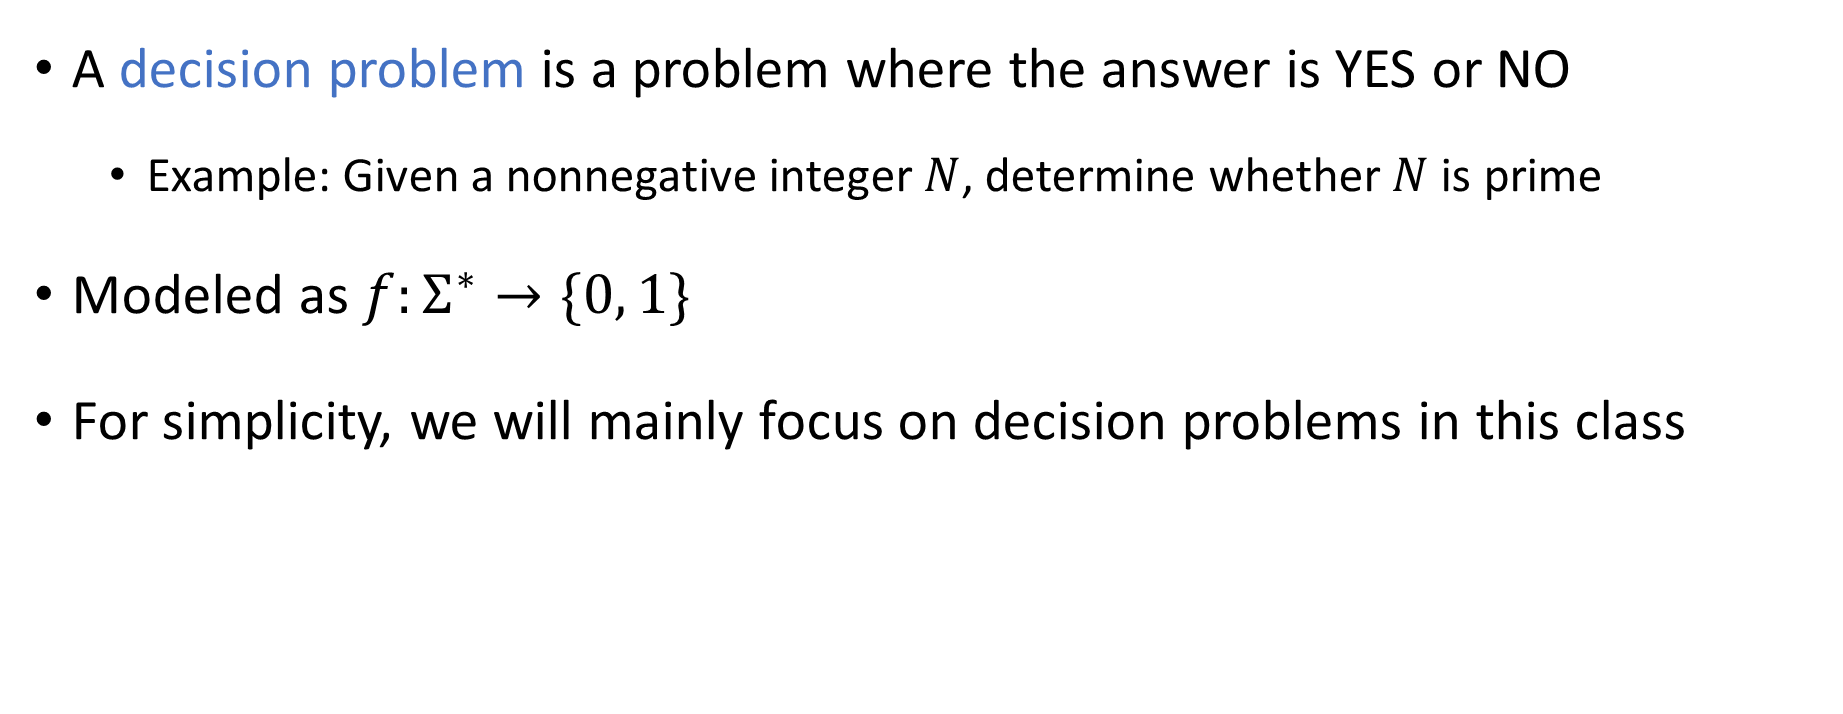 • A decision problem is a problem where the answer is YES or NO
• Example: Given a nonnegative integer 𝑁, determine whether 𝑁 is prime
• Modeled as 𝑓: Σ* → {0, 1}
• For simplicity, we will mainly focus on decision problems in this class